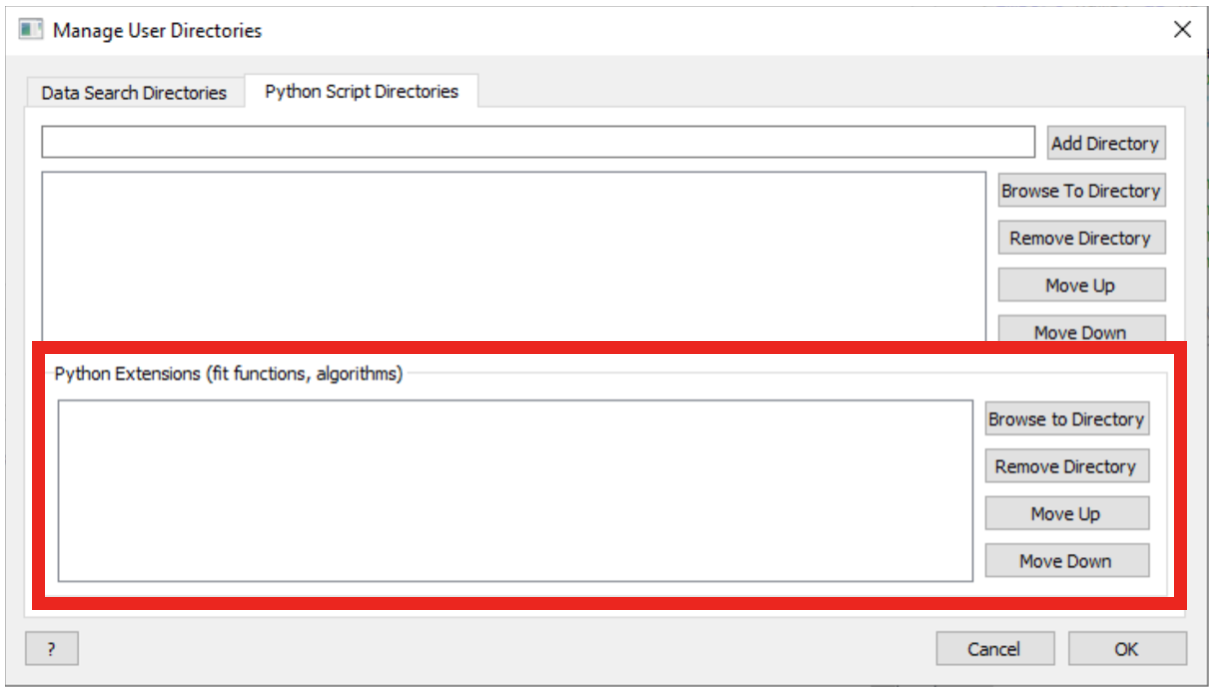 Manage User Directories
Data Search Directories
Python Script Directories
Add Directory
Browse To Directory
Remove Directory
Move Up
Move Down
Python Extensions (fit functions, algorithms)
Browse to Directory
Remove Directory
Move Up
Move Down
?
Cancel
OK